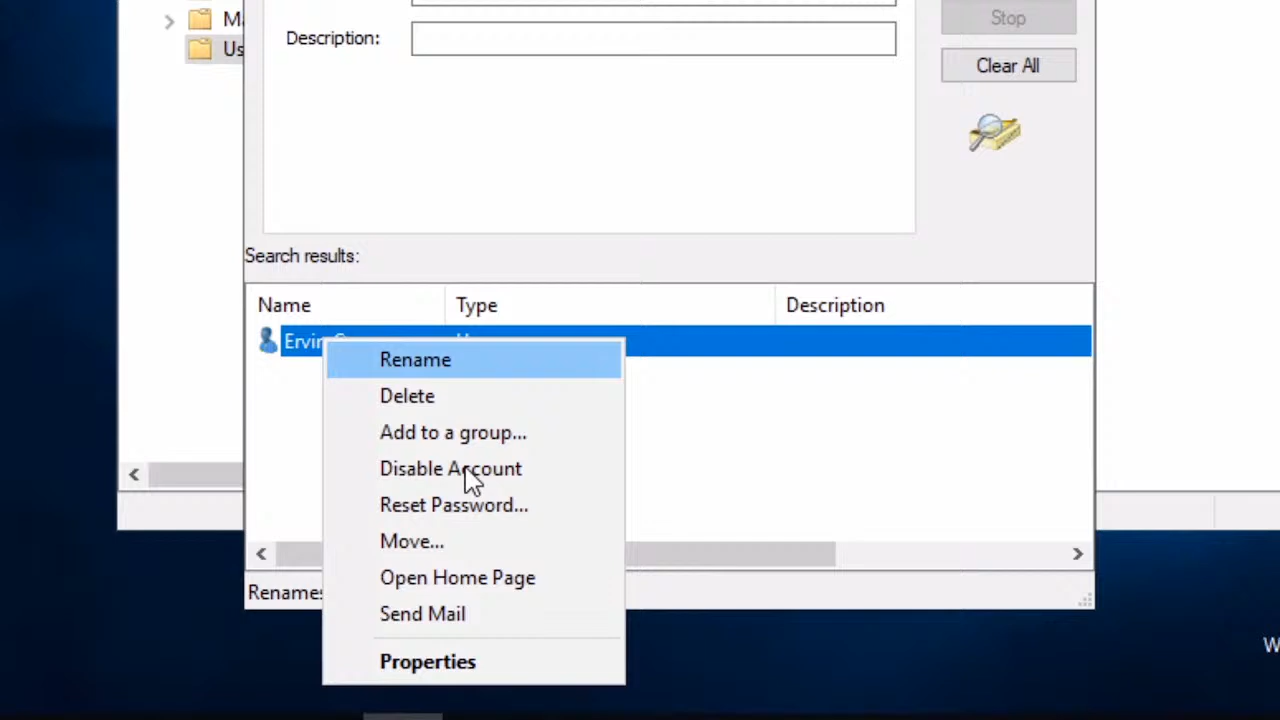 Description:
Stop
Clear All
Search results:
Name Type Description
Rename
Delete
Add to a group...
Disable Account
Reset Password...
Move...
Open Home Page
Send Mail
Properties